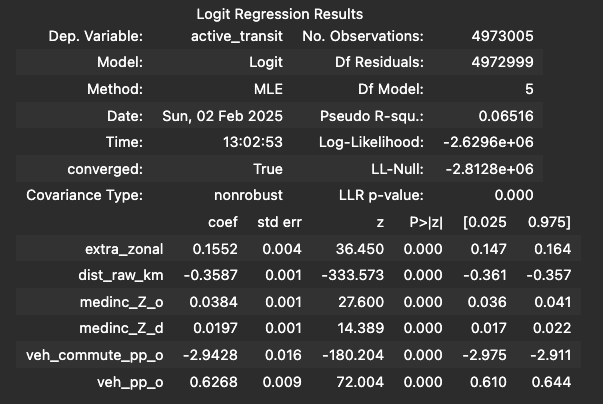 Logit Regression Results
Dep. Variable: active_transit No. Observations: 4973005
Model: Logit Df Residuals: 4972999
Method: MLE Df Model: 5
Date: Sun, 02 Feb 2025 Pseudo R-squ.: 0.06516
Time: 13:02:53 Log-Likelihood: -2.6296e+06
converged: True LL-Null: -2.8128e+06
Covariance Type: nonrobust LLR p-value: 0.000
coef std err z P>|z| [0.025 0.975]
extra_zonal 0.1552 0.004 36.450 0.000 0.147 0.164
dist_raw_km -0.3587 0.001 -333.573 0.000 -0.361 -0.357
medinc_Z_o 0.0384 0.001 27.600 0.000 0.036 0.041
medinc_Z_d 0.0197 0.001 14.389 0.000 0.017 0.022
veh_commute_pp_o -2.9428 0.016 -180.204 0.000 -2.975 -2.911
veh_pp_o 0.6268 0.009 72.004 0.000 0.610 0.644